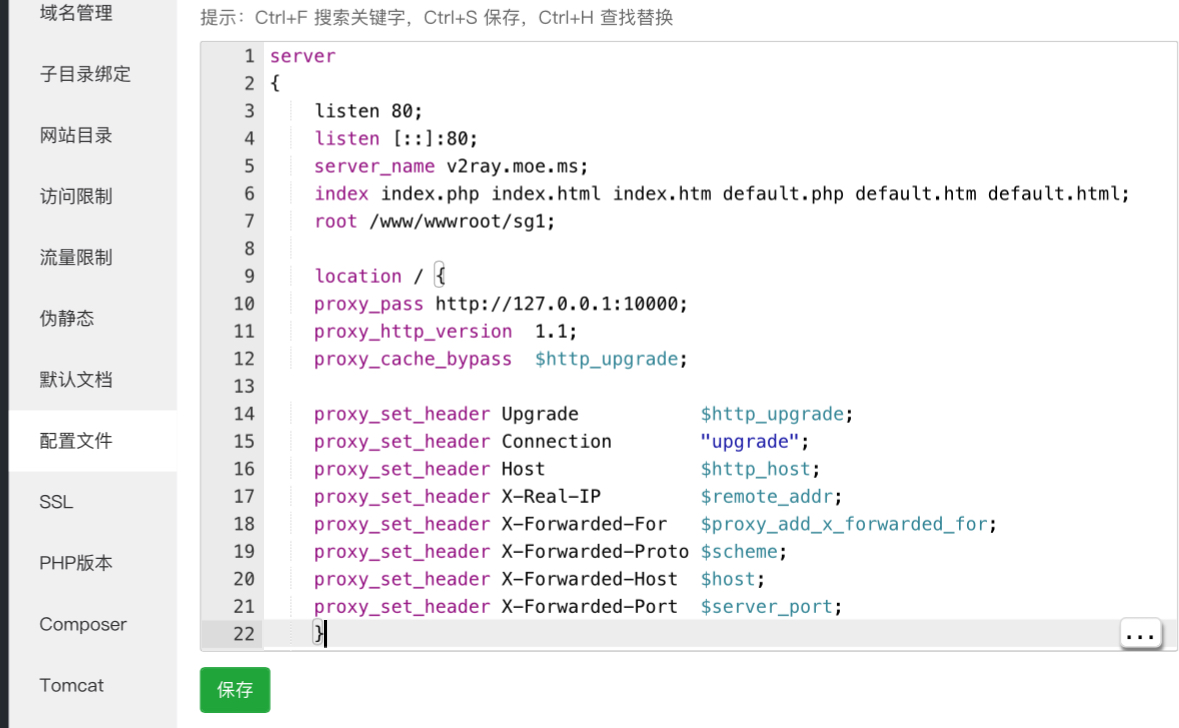 域名管理
子目录绑定
网站目录
访问限制
流量限制
伪静态
默认文档
配置文件
SSL
PHP版本
Composer
Tomcat
提示：Ctrl+F 搜索关键字，Ctrl+S 保存，Ctrl+H 查找替换
1 server
2 {
3 listen 80;
4 listen [::]:80;
5 server_name v2ray.moe.ms;
6 index index.php index.html index.htm default.php default.htm default.html;
7 root /www/wwwroot/sg1;
8
9 location / {
10 proxy_pass http://127.0.0.1:10000;
11 proxy_http_version 1.1;
12 proxy_cache_bypass $http_upgrade;
13
14 proxy_set_header Upgrade $http_upgrade;
15 proxy_set_header Connection "upgrade";
16 proxy_set_header Host $http_host;
17 proxy_set_header X-Real-IP $remote_addr;
18 proxy_set_header X-Forwarded-For $proxy_add_x_forwarded_for;
19 proxy_set_header X-Forwarded-Proto $scheme;
20 proxy_set_header X-Forwarded-Host $host;
21 proxy_set_header X-Forwarded-Port $server_port;
22 }
...
保存